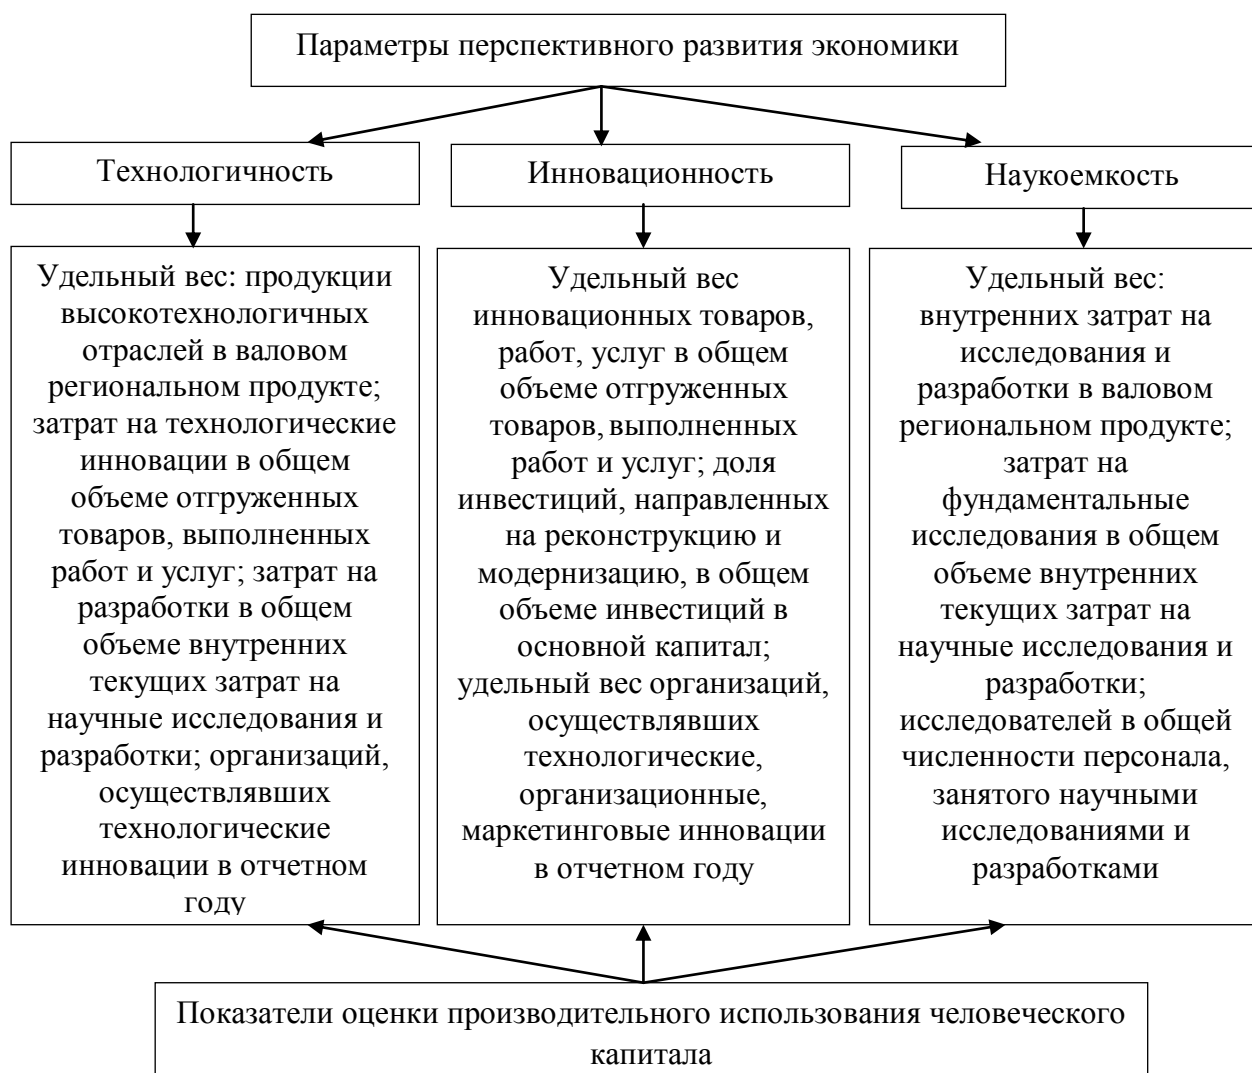 Параметры перспективного развития экономики
Технологичность
Инновационность
Наукоемкость
Удельный вес: продукции
высокотехнологичных
отраслей в валовом
региональном продукте;
затрат на технологические
инновации в общем
объеме отгруженных
товаров, выполненных
работ и услуг; затрат на
разработки в общем
объеме внутренних
текущих затрат на
научные исследования и
разработки; организаций,
осуществлявших
технологические
инновации в отчетном
году
Удельный вес
инновационных товаров,
работ, услуг в общем
объеме отгруженных
товаров, выполненных
работ и услуг; доля
инвестиций, направленных
на реконструкцию и
модернизацию, в общем
объеме инвестиций в
основной капитал;
удельный вес организаций,
осуществлявших
технологические,
организационные,
маркетинговые инновации
в отчетном году
Удельный вес:
внутренних затрат на
исследования и
разработки в валовом
региональном продукте;
затрат на
фундаментальные
исследования в общем
объеме внутренних
текущих затрат на
научные исследования и
разработки;
исследователей в общей
численности персонала,
занятого научными
исследованиями и
разработками
Показатели оценки производительного использования человеческого
капитала